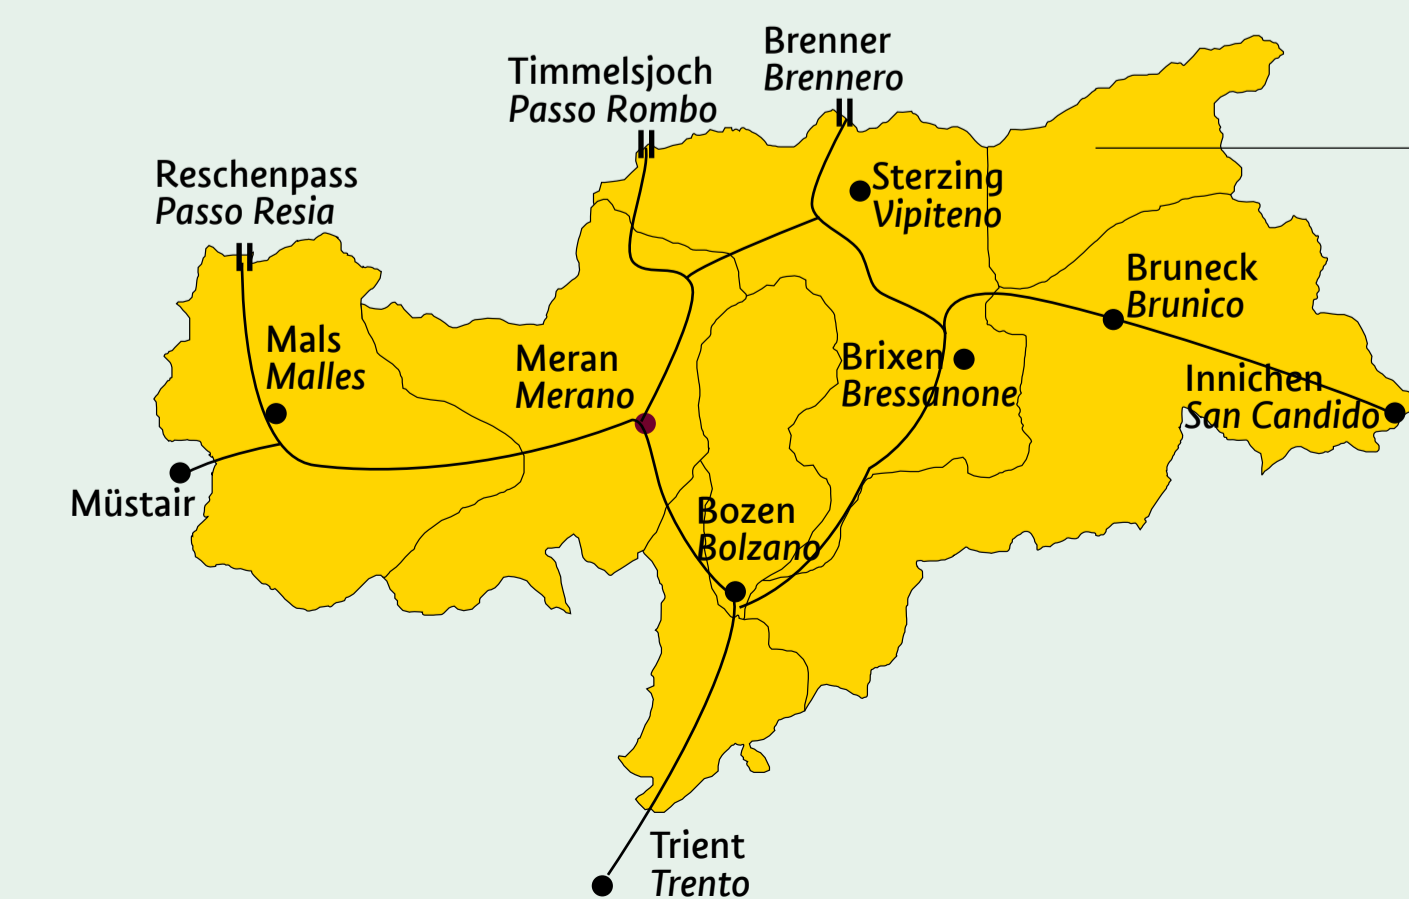 Brenner
Brennero
Timmelsjoch
Passo Rombo
Reschenpass
Passo Resia
Sterzing
Vipiteno
Bruneck
Brunico
Mals
Malles
Meran
Merano
Brixen
Bressanone
Innichen
San Candido
Müstair
Bozen
Bolzano
Trient
Trento